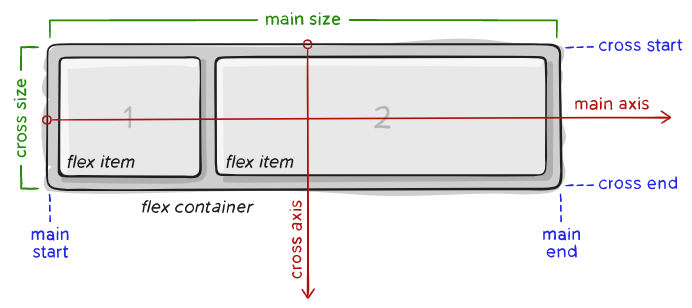 main size
cross start
cross size
1
2
main axis
flex item
flex item
cross end
flex container
cross axis
main
start
main
end